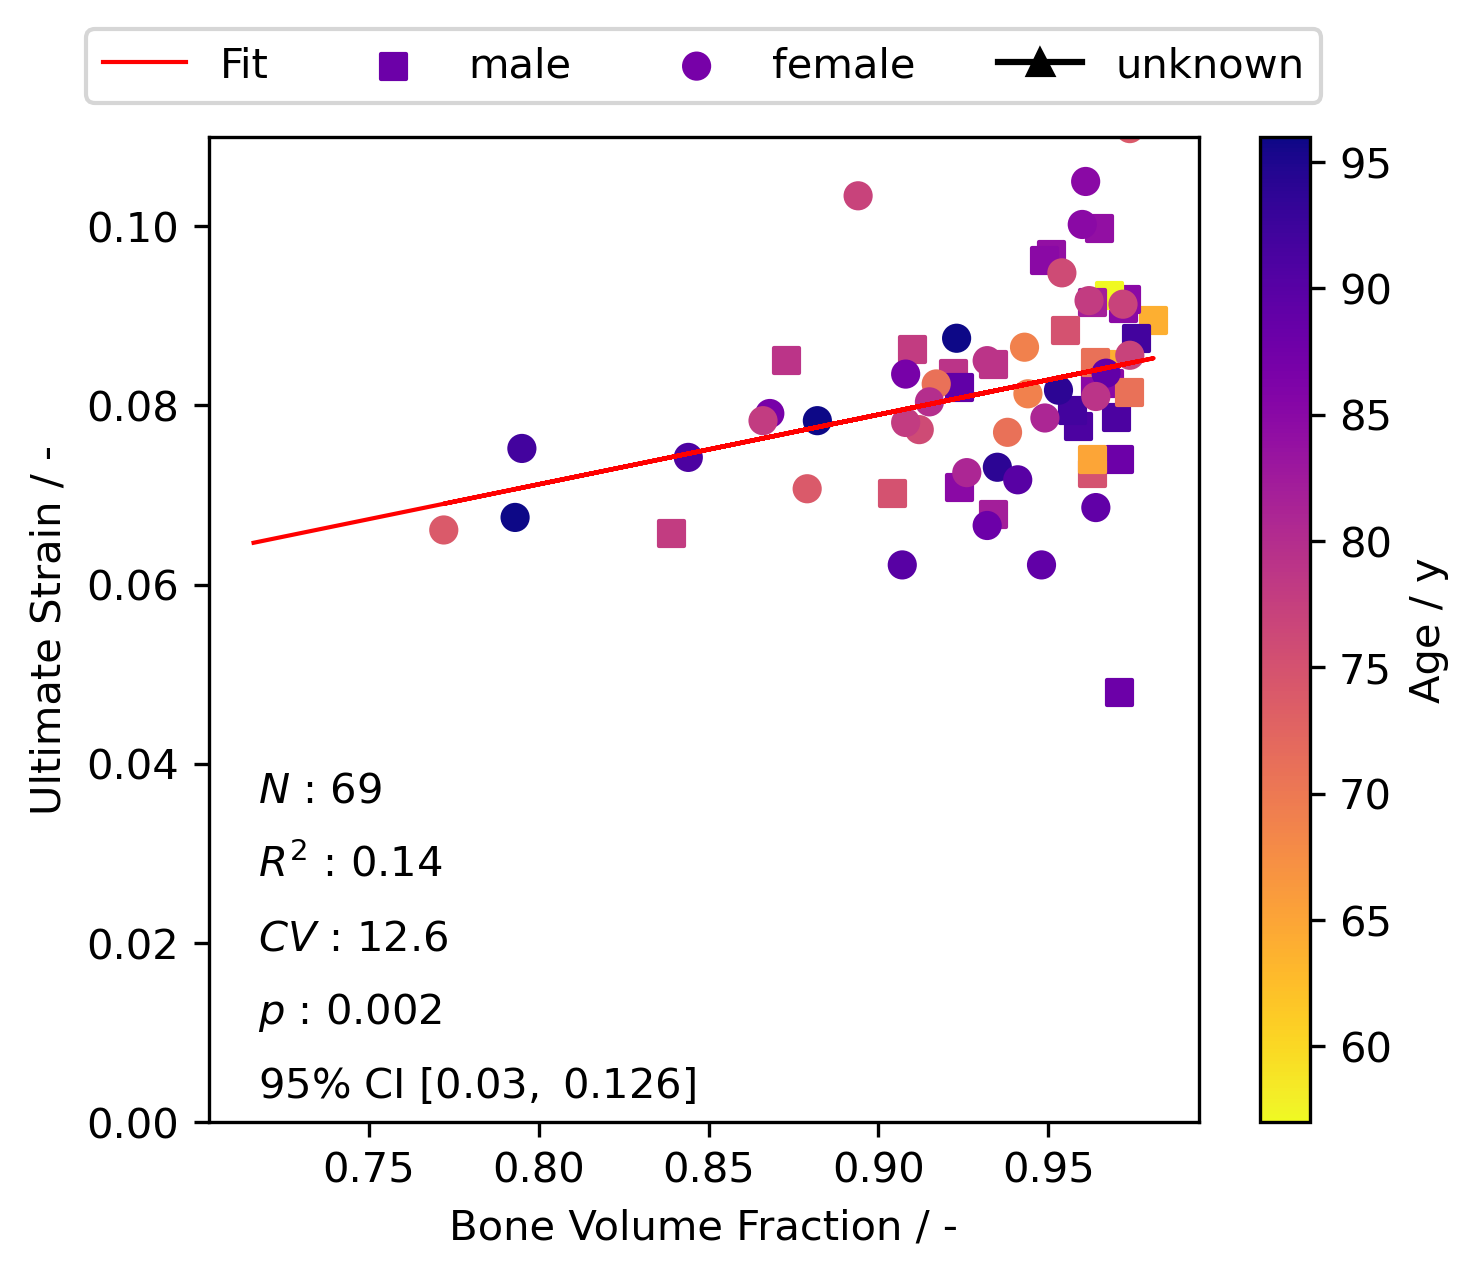 Fit male female unknown
0.10
0.08
0.06
0.04
0.02
0.00
Ultimate Strain / -
N : 69
R² : 0.14
CV : 12.6
p : 0.002
95% CI [0.03, 0.126]
0.75 0.80 0.85 0.90 0.95
Bone Volume Fraction / -
95
90
85
80
75
70
65
60
Age / y